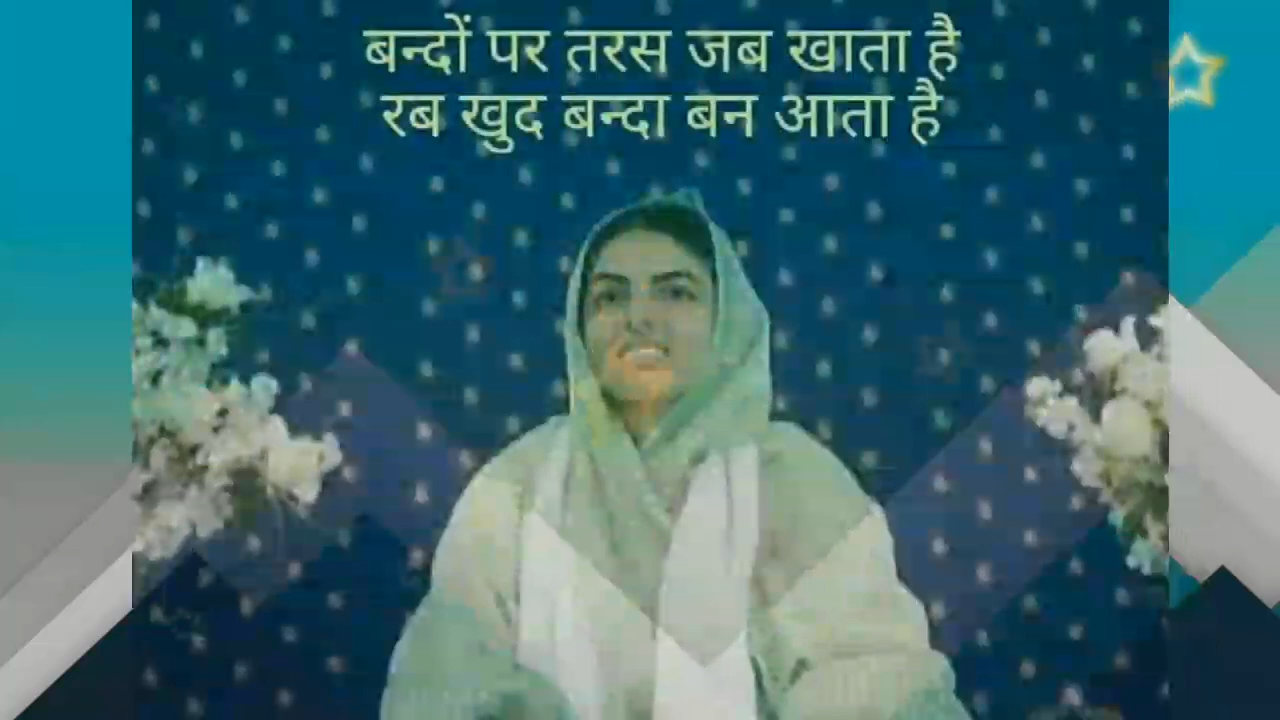 बन्दों पर तरस जब खाता है
रब खुद बन्दा बन आता है